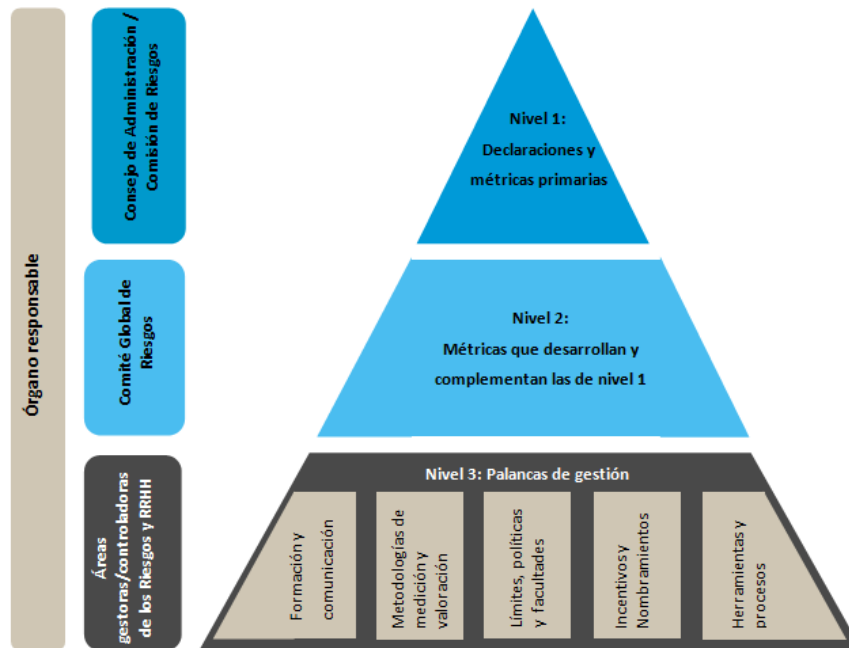 Órgano responsable
Consejo de Administración /
Comisión de Riesgos
Nivel 1:
Declaraciones y
métricas primarias
Comité Global de
Riesgos
Nivel 2:
Métricas que desarrollan y
complementan las de nivel 1
Áreas
gestoras/controladoras
de los Riesgos y RRHH
Nivel 3: Palancas de gestión
Formación y
comunicación
Metodologías de
medición y
valoración
Límites, políticas
y facultades
Incentivos y
Nombramientos
Herramientas y
procesos